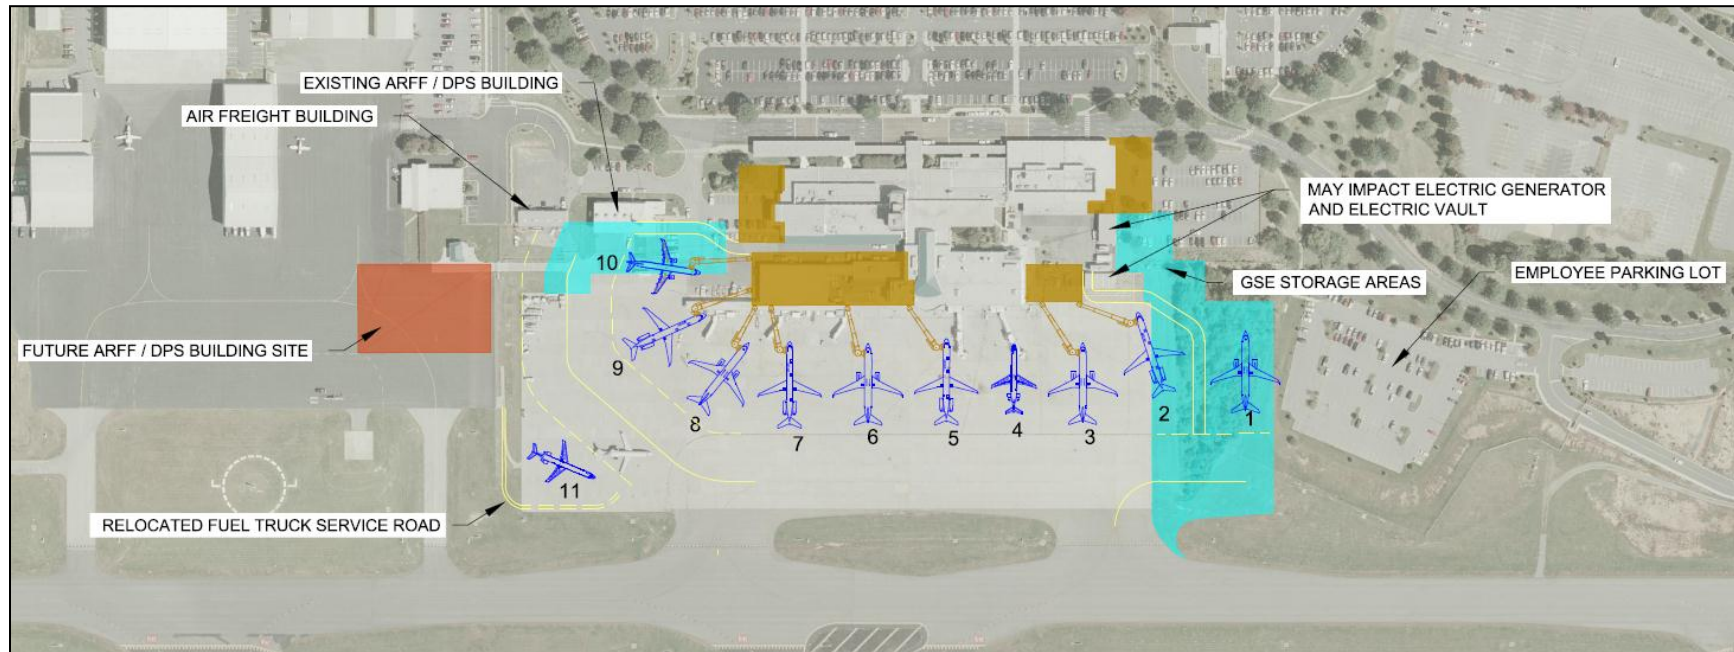 EXISTING ARFF / DPS BUILDING
AIR FREIGHT BUILDING
MAY IMPACT ELECTRIC GENERATOR
AND ELECTRIC VAULT
GSE STORAGE AREAS
EMPLOYEE PARKING LOT
FUTURE ARFF / DPS BUILDING SITE
RELOCATED FUEL TRUCK SERVICE ROAD
10
9
8
7
6
5
4
3
2
1
11